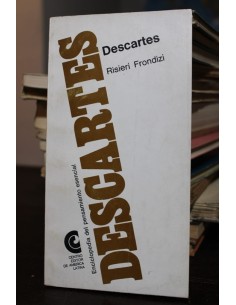 Descartes
Risieri Frondizi
DESCARTES
Enciclopedia del pensamiento esencial
CENTRO
EDITOR
DE AMERICA
LATINA